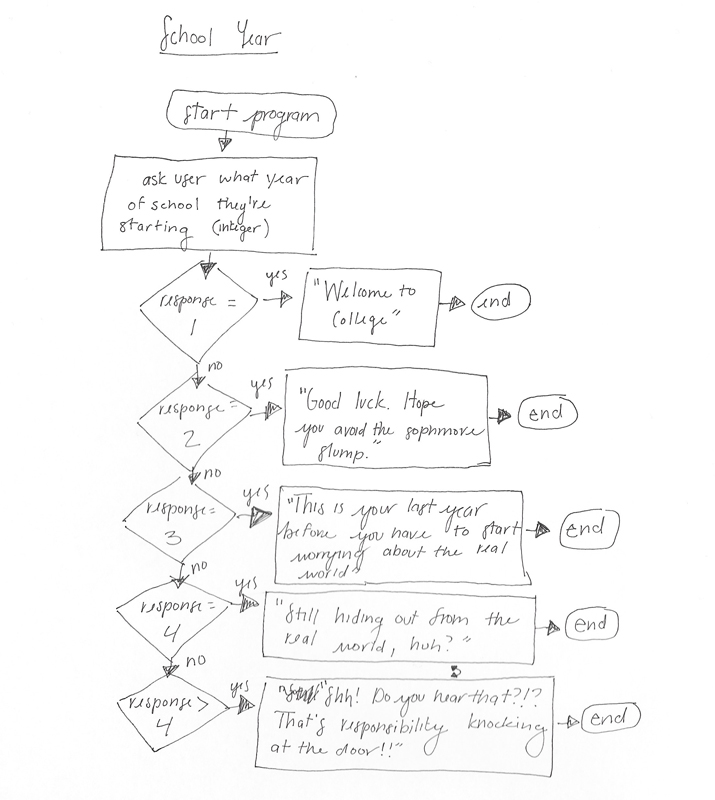 School Year
start program
ask user what year
of school they're
starting (integer)
response =
1
yes
"Welcome to
College"
end
no
response =
2
yes
"Good luck. Hope
you avoid the sophmore
slump."
end
no
response =
3
yes
"This is your last year
before you have to start
worrying about the real
world"
end
no
response =
4
yes
"Still hiding out from the
real world, huh?"
end
no
response >
4
yes
"Shh! Do you hear that?!?
That's responsibility knocking
at the door!!"
end